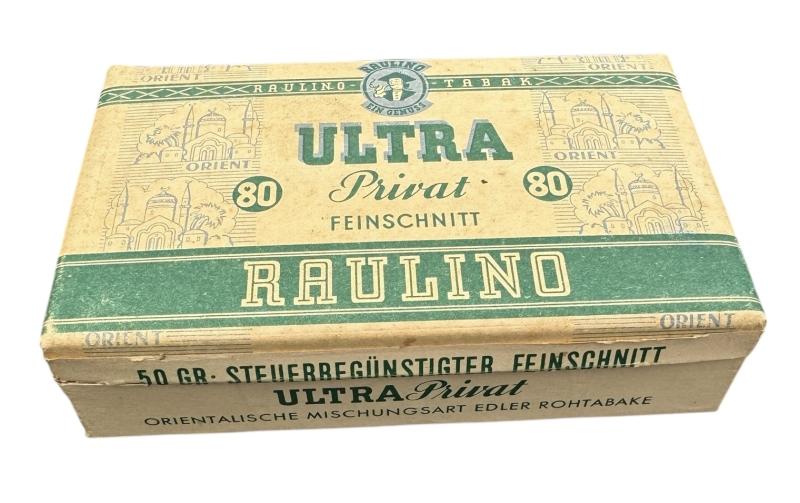 ORIENT
ORIENT
RAULINO
EIN GENUSS
RAULINO-TABAK
ULTRA
ORIENT
ORIENT
80
80
Privat
FEINSCHNITT
RAULINO
ORIENT
ORIENT
50 GR. STEUERBEGÜNSTIGTER FEINSCHNITT
ULTRA Privat
ORIENTALISCHE MISCHUNGSART EDLER ROHTABAKE